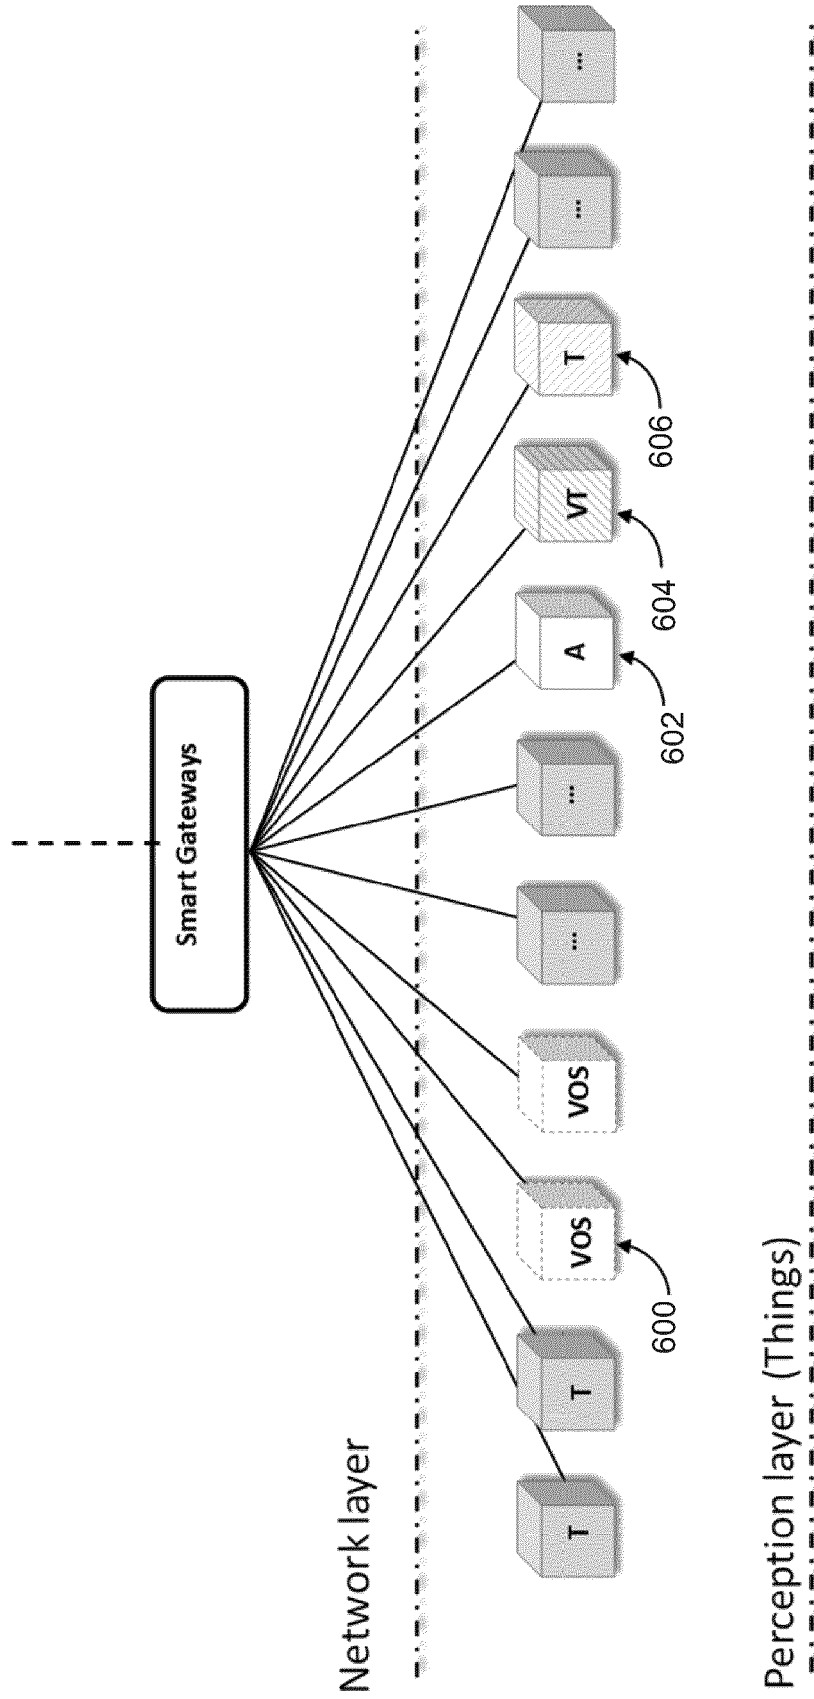 Smart Gateways
Network layer
T
T
VOS
VOS
...
...
A
VT
T
...
...
600
602
604
606
Perception layer (Things)